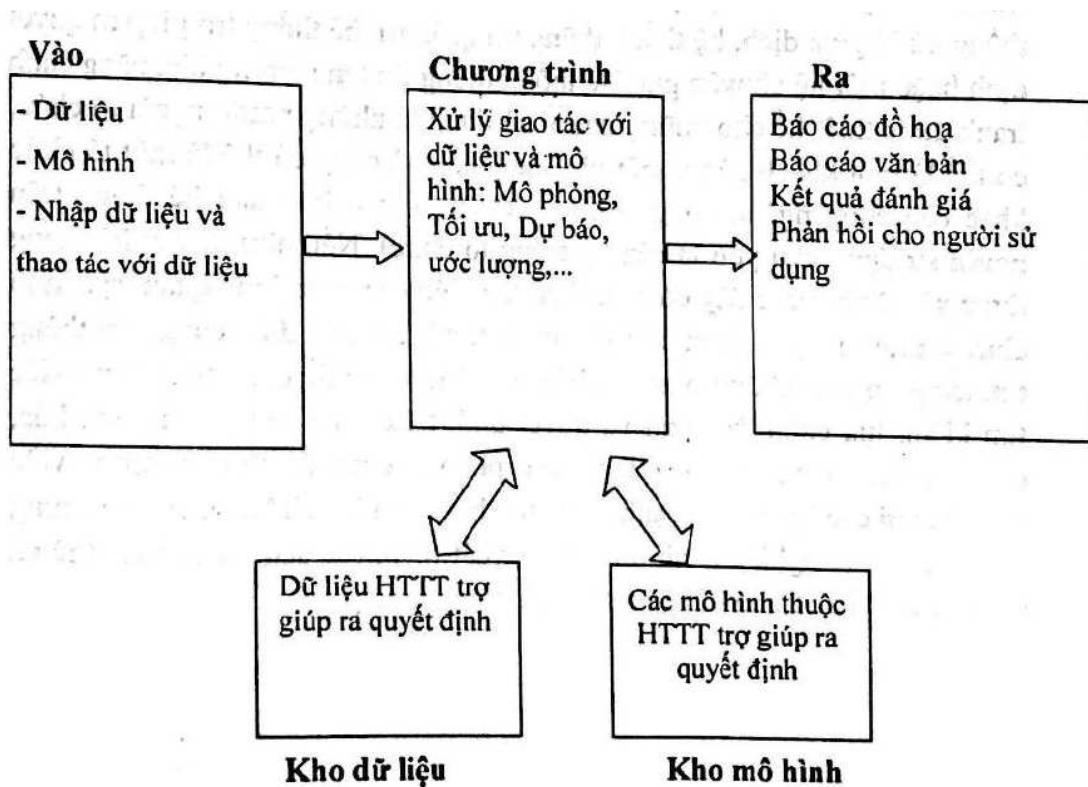 Vào
- Dữ liệu
- Mô hình
- Nhập dữ liệu và
thao tác với dữ liệu
Chương trình
Xử lý giao tác với
dữ liệu và mô
hình: Mô phỏng,
Tối ưu, Dự báo,
ước lượng,...
Ra
Báo cáo đồ hoạ
Báo cáo văn bản
Kết quả đánh giá
Phản hồi cho người sử
dụng
Dữ liệu HTTT trợ
giúp ra quyết định
Kho dữ liệu
Các mô hình thuộc
HTTT trợ giúp ra
quyết định
Kho mô hình